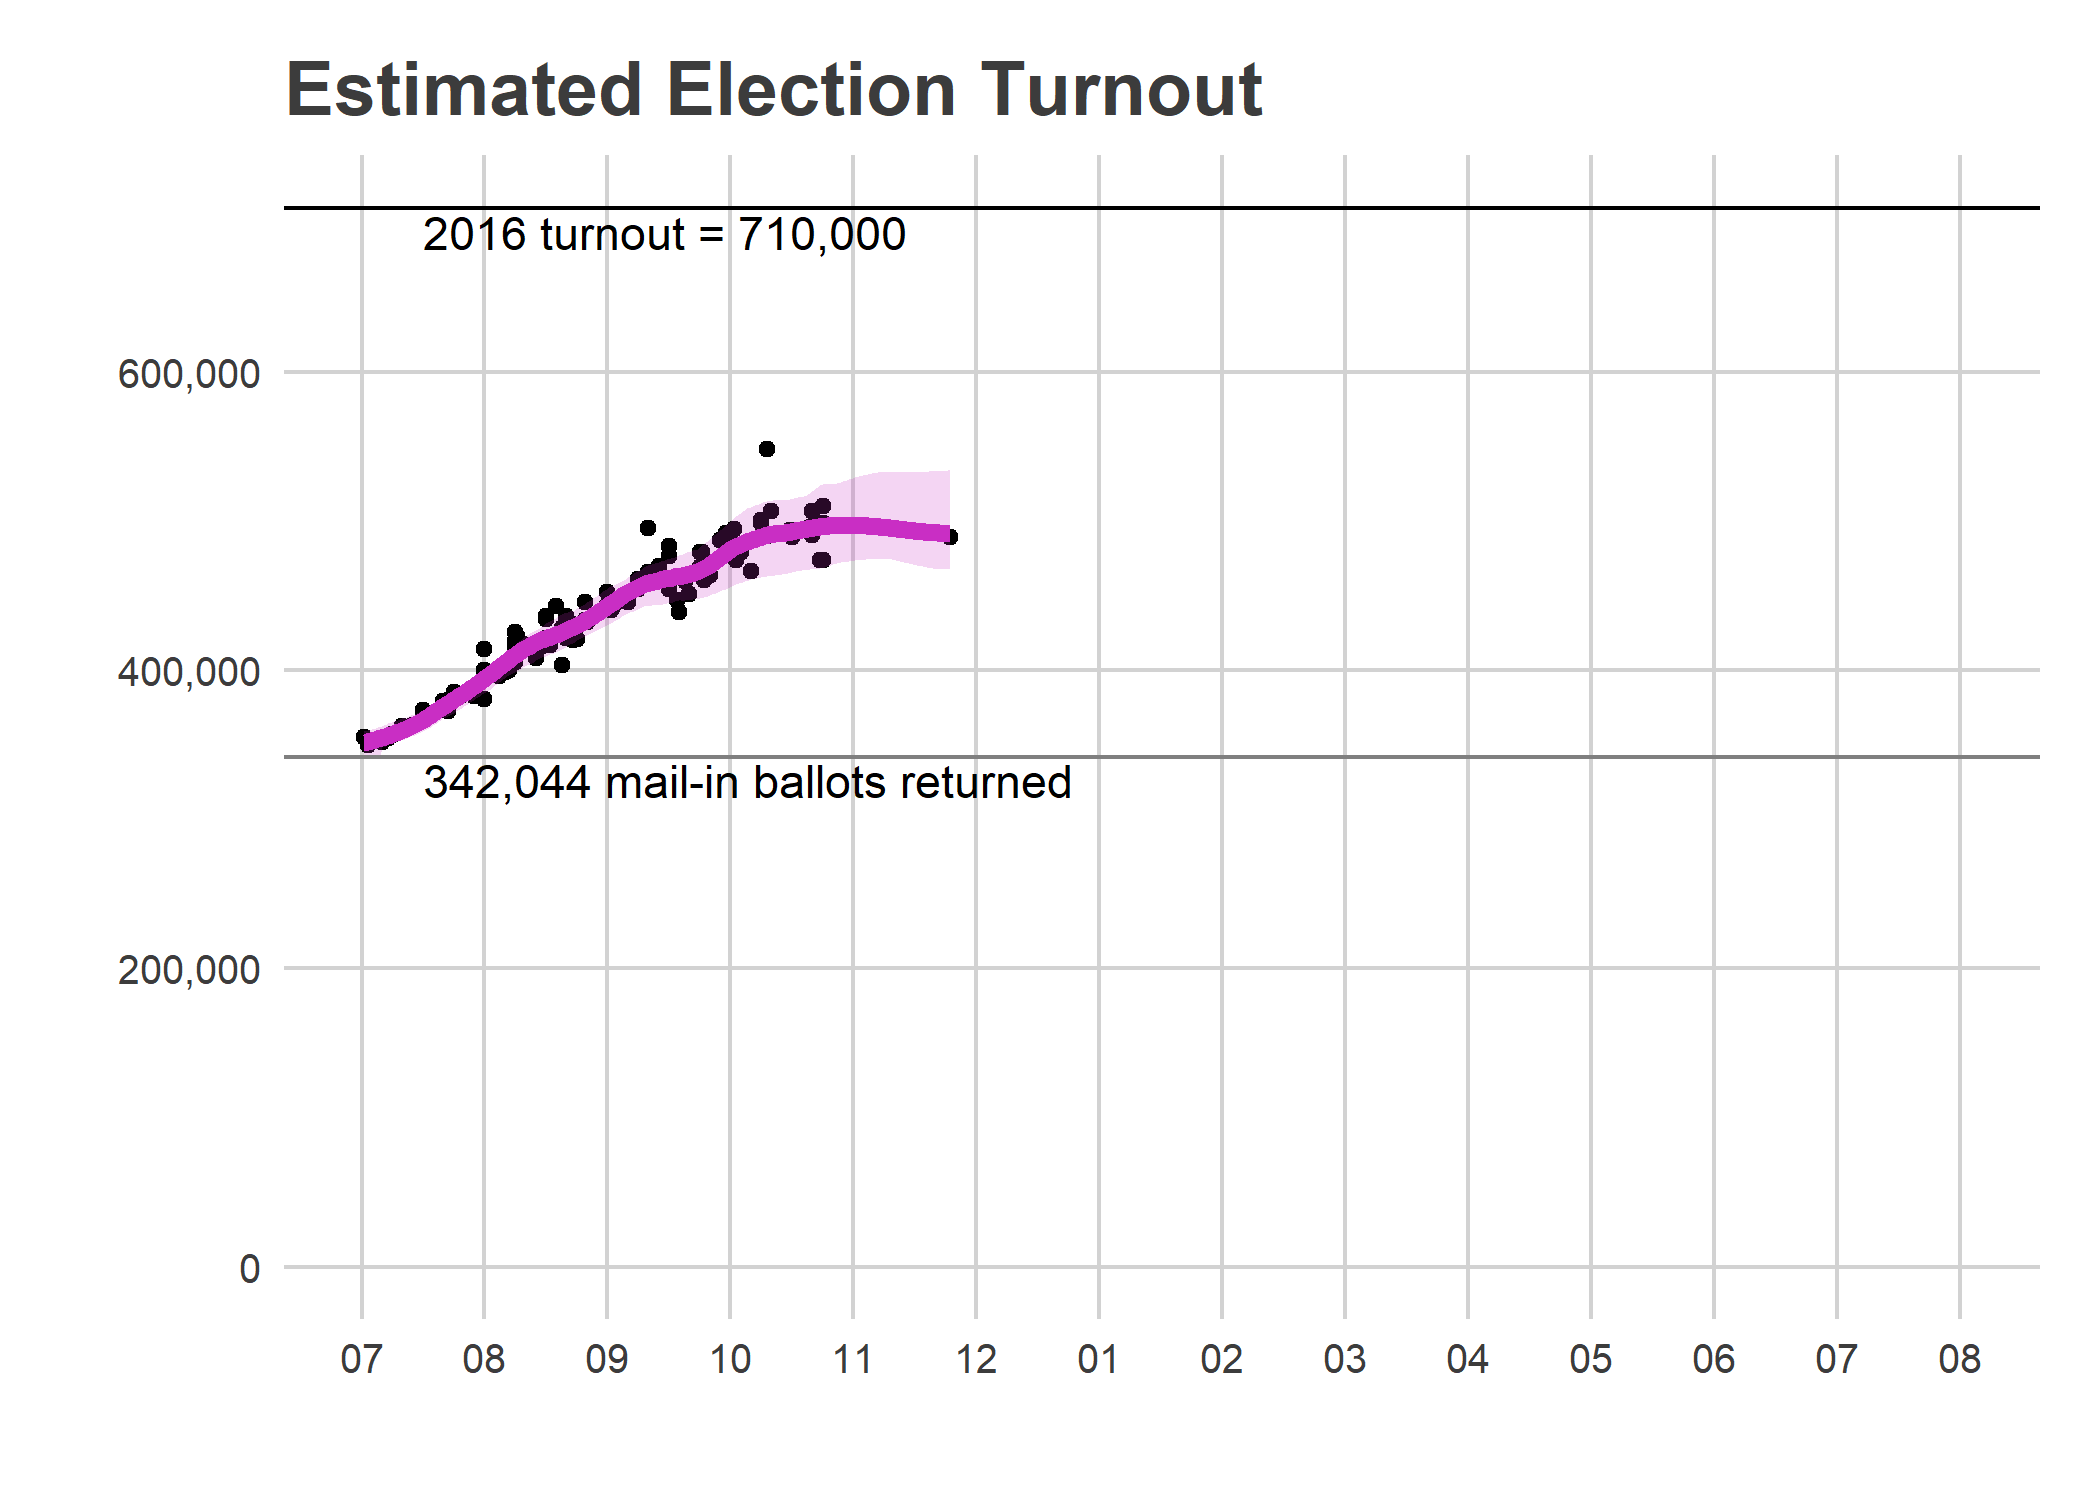 Estimated Election Turnout
2016 turnout = 710,000
600,000
400,000
342,044 mail-in ballots returned
200,000
0
07 08 09 10 11 12 01 02 03 04 05 06 07 08